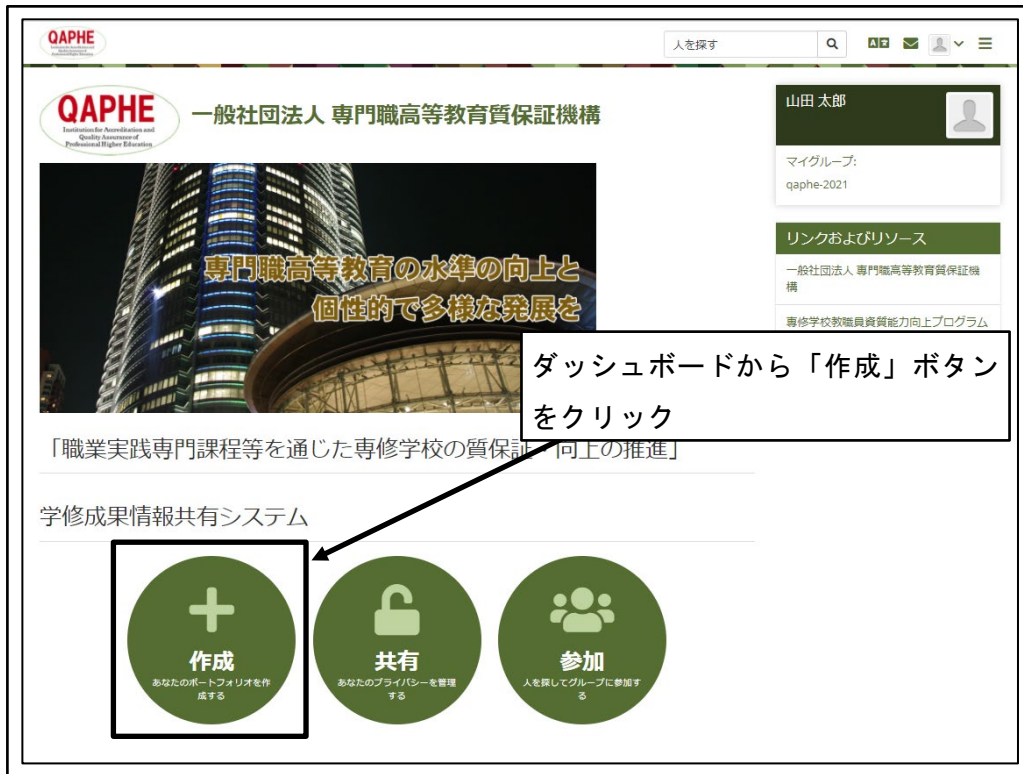 QAPHE
人を探す
QAPHE
Institution for Accreditation and
Quality Assurance of
Professional Higher Education
一般社団法人 専門職高等教育質保証機構
山田 太郎
マイグループ:
qaphe-2021
専門職高等教育の水準の向上と
個性的で多様な発展を
リンクおよびリソース
一般社団法人 専門職高等教育質保証機
構
専修学校教職員資質能力向上プログラム
ダッシュボードから「作成」ボタン
をクリック
「職業実践専門課程等を通じた専修学校の質保証・向上の推進」
学修成果情報共有システム
作成
あなたのポートフォリオを作
成する
共有
あなたのプライバシーを管理
する
参加
人を探してグループに参加す
る